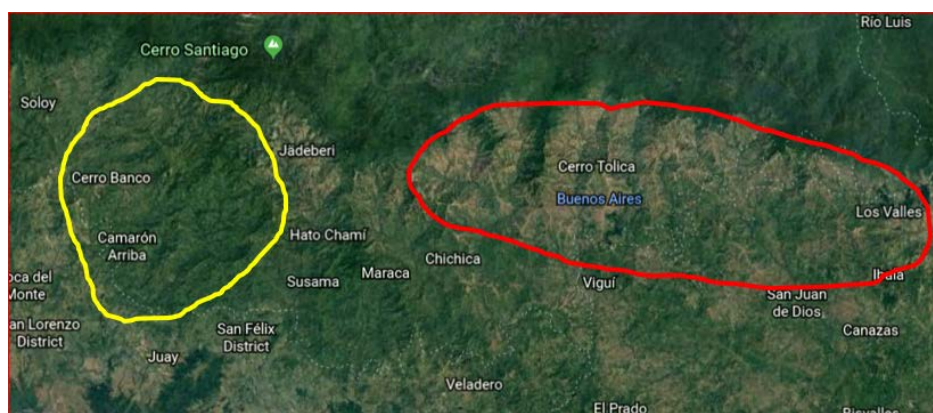 Río Luis
Cerro Santiago
Soloy
Jädeberi
Cerro Tolica
Cerro Banco
Buenos Aires
Los Valles
Camarón
Arriba
Hato Chamí
Chichica
Maraca
Susama
oca del
Monte
Viguí
Ibala
San Juan
de Dios
an Lorenzo
District
San Félix
District
Canazas
Juay
Veladero
El Prado